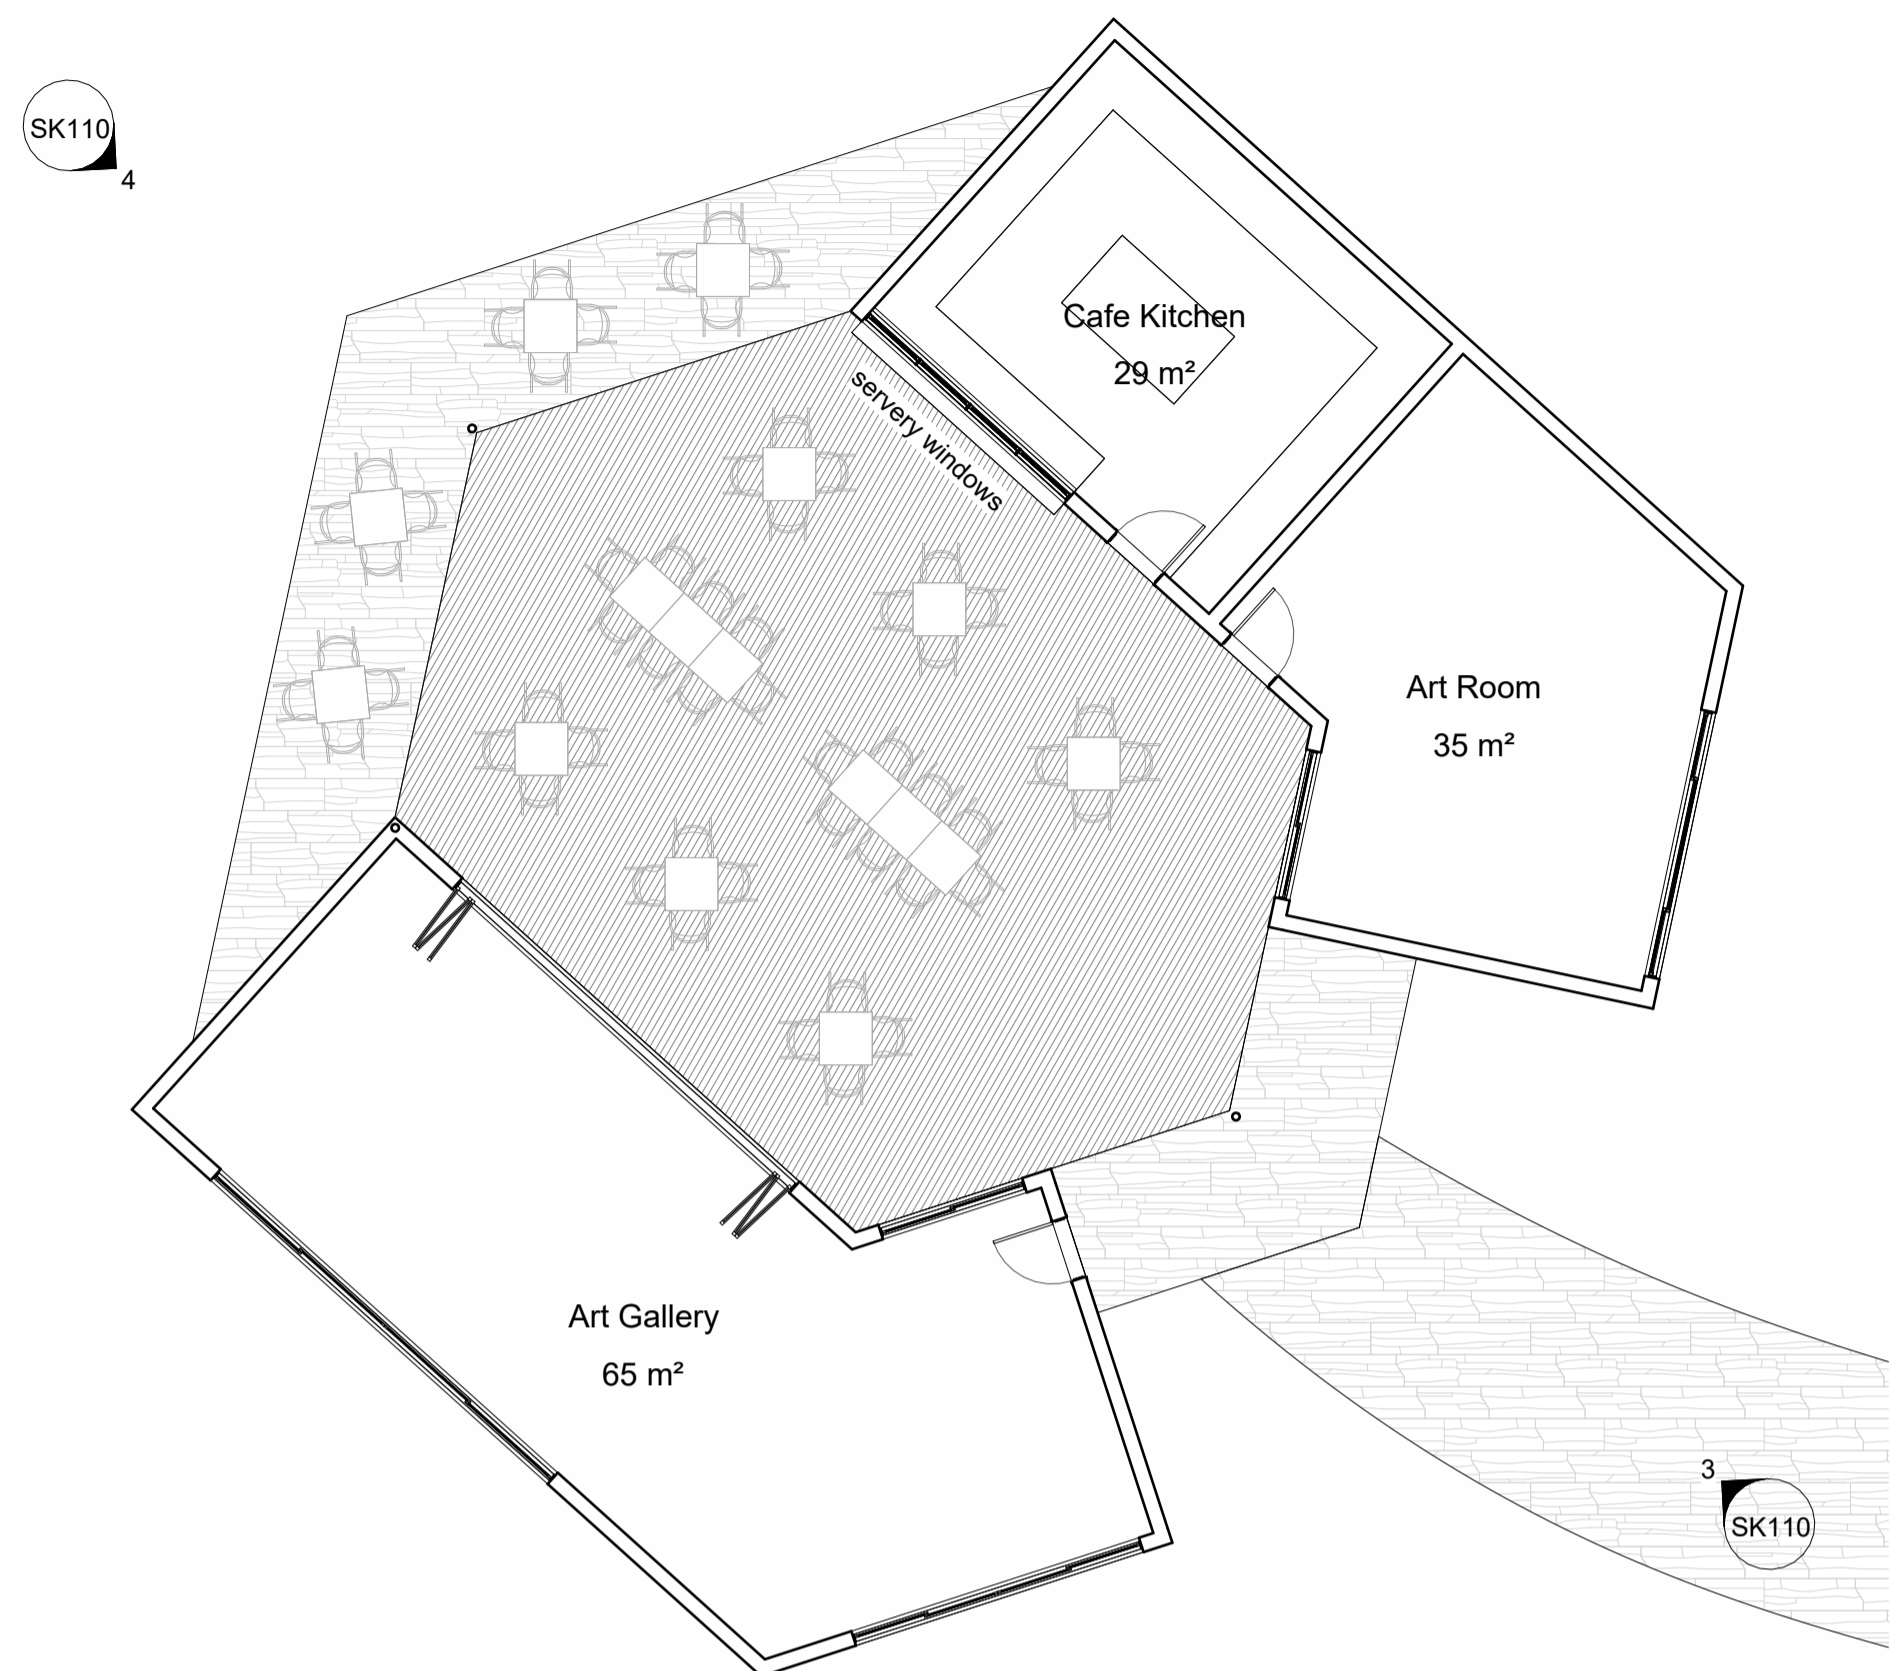 SK110
4
Cafe Kitchen
29 m²
servery windows
Art Room
35 m²
Art Gallery
65 m²
3
SK110